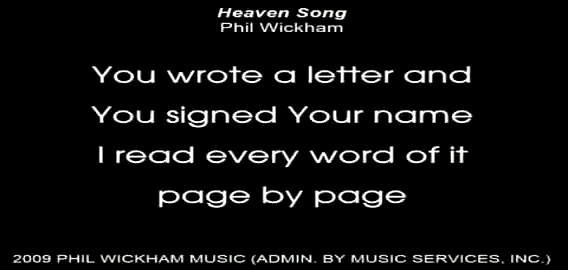 Heaven Song
Phil Wickham
You wrote a letter and
You signed Your name
I read every word of it
page by page
2009 PHIL WICKHAM MUSIC (ADMIN. BY MUSIC SERVICES, INC.)